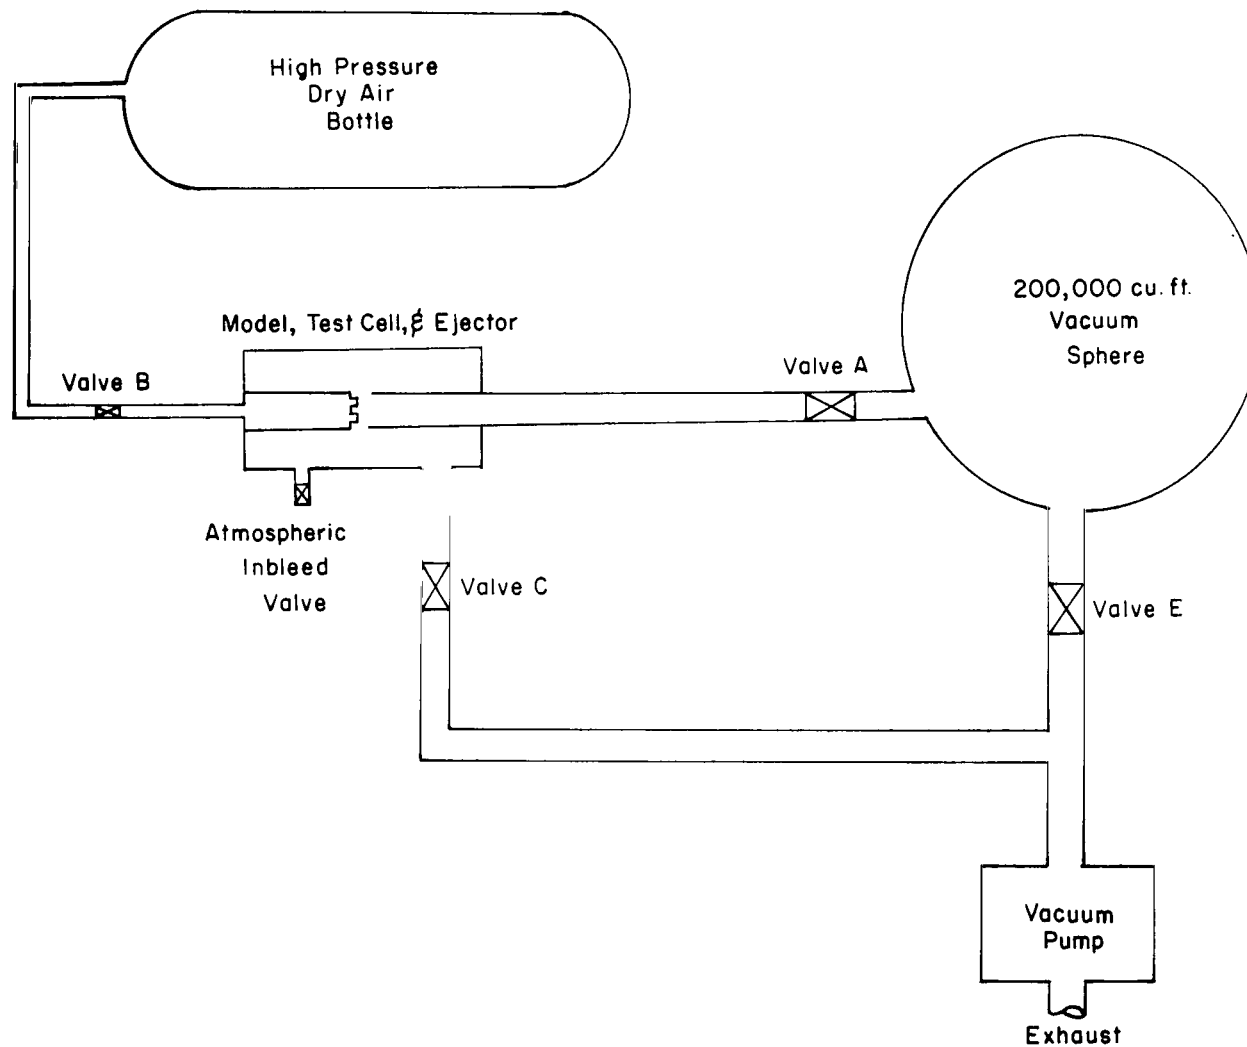 High Pressure
Dry Air
Bottle
200,000 cu. ft.
Vacuum
Sphere
Model, Test Cell, & Ejector
Valve A
Valve B
Atmospheric
Inbleed
Valve
Valve C
Valve E
Vacuum
Pump
Exhaust